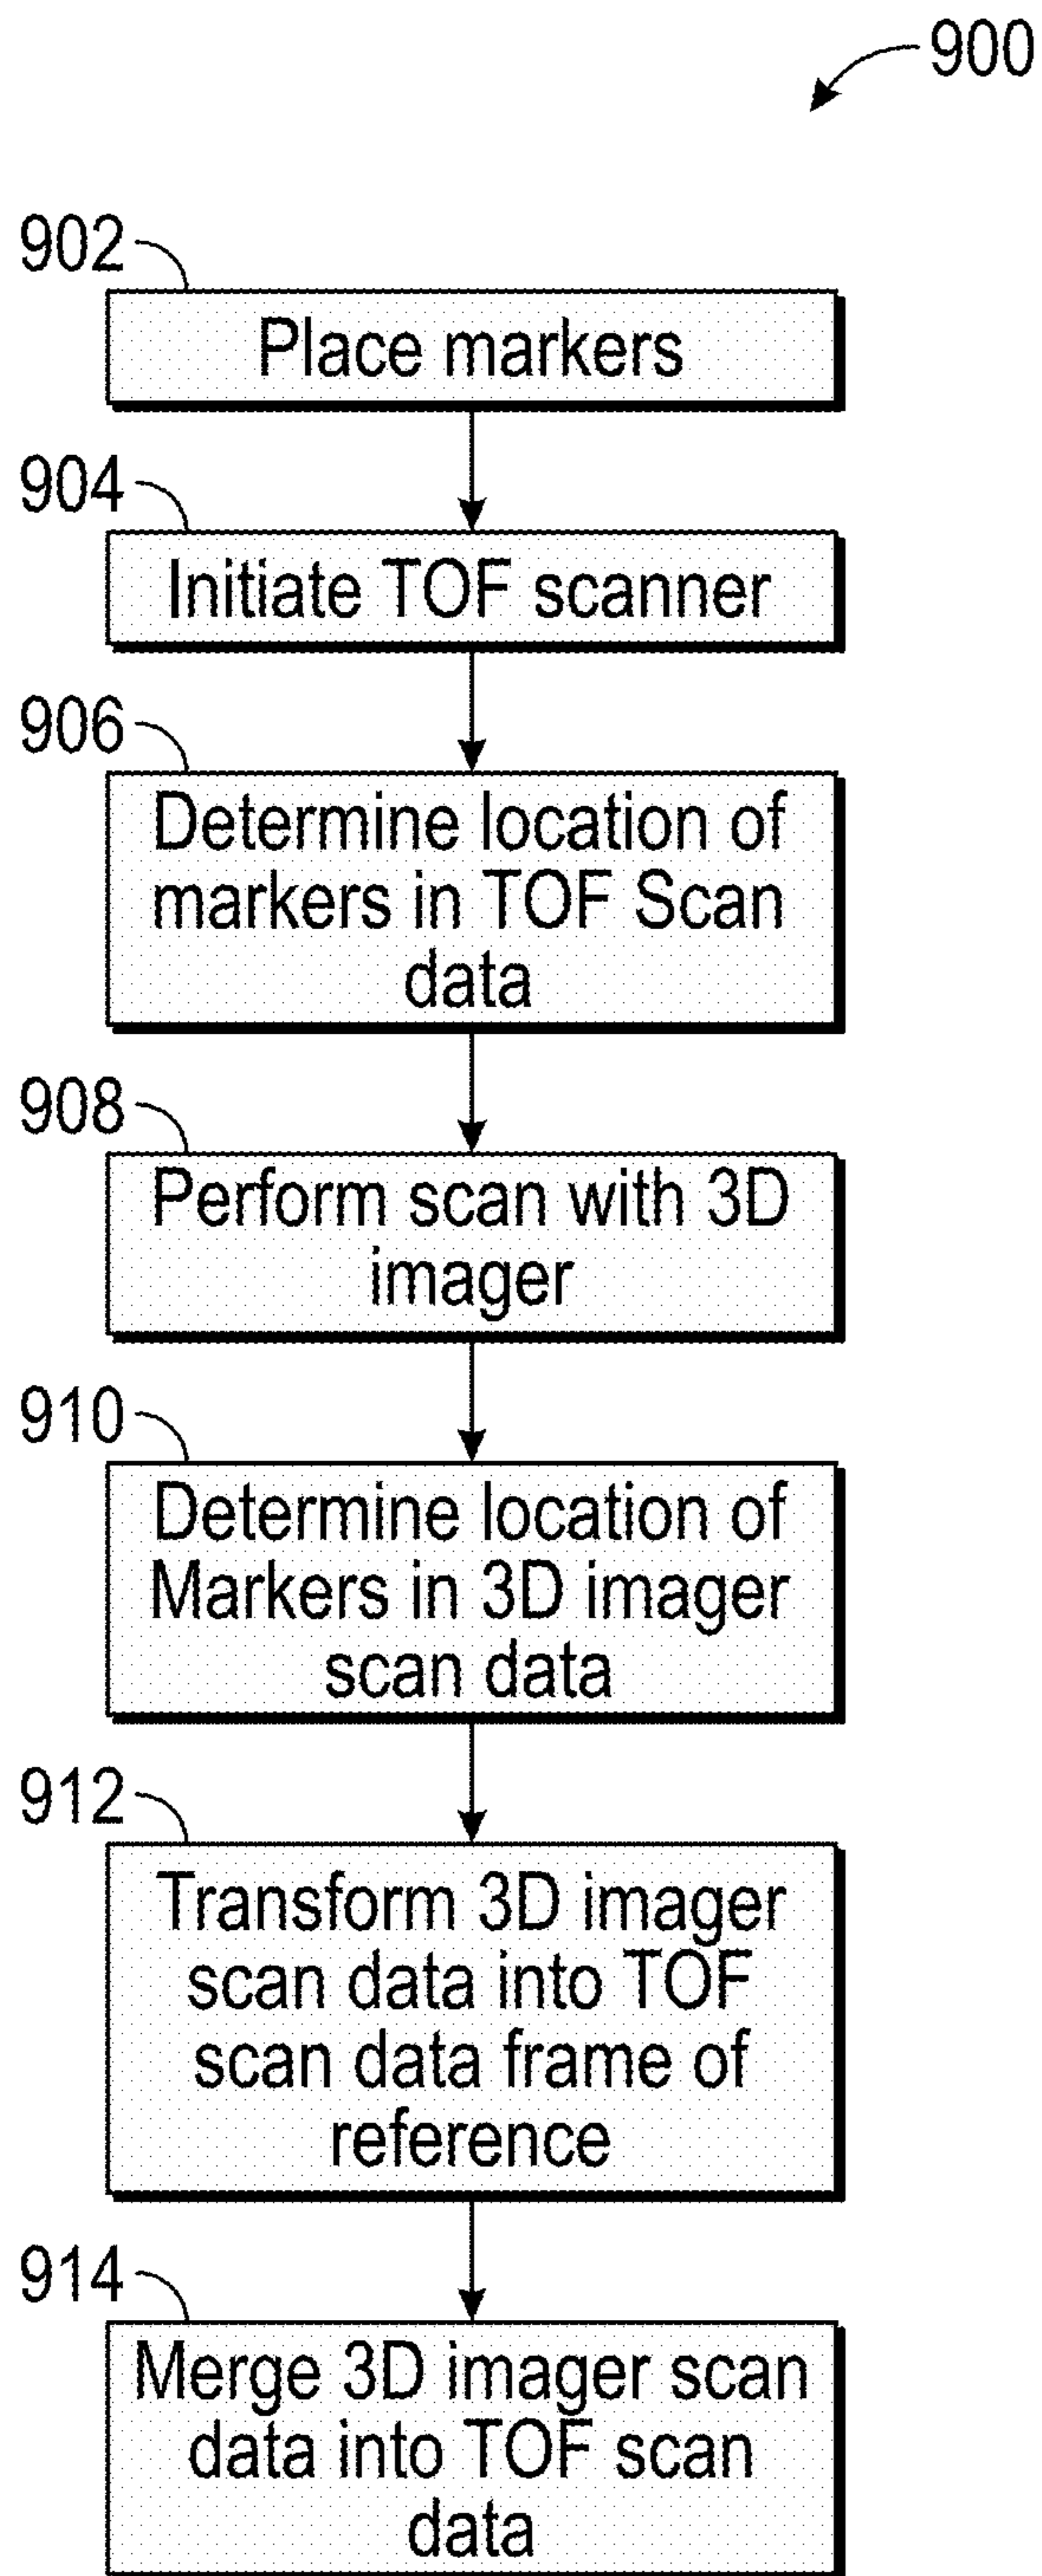 900
902
Place markers
904
Initiate TOF scanner
906
Determine location of
markers in TOF Scan
data
908
Perform scan with 3D
imager
910
Determine location of
Markers in 3D imager
scan data
912
Transform 3D imager
scan data into TOF
scan data frame of
reference
914
Merge 3D imager scan
data into TOF scan
data